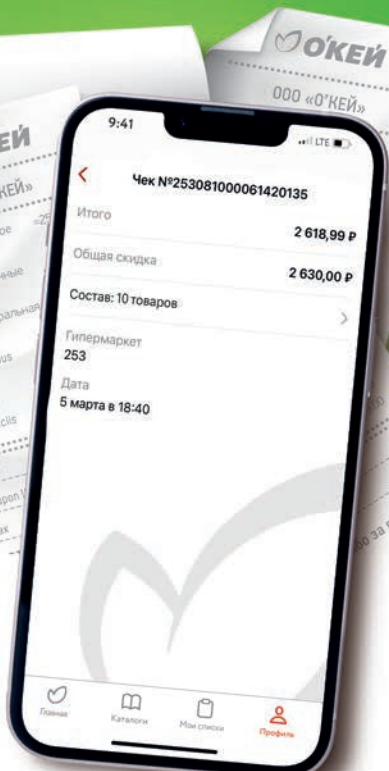 О'КЕЙ
ООО «О'КЕЙ»
ЕЙ
КЕЙ»
9:41
LTE
Чек №253081000061420135
Итого
2 618,99 ₽
Общая скидка
2 630,00 ₽
Состав: 10 товаров
Гипермаркет
253
Дата
5 марта в 18:40
Главная
Каталоги
Мои списки
Профиль